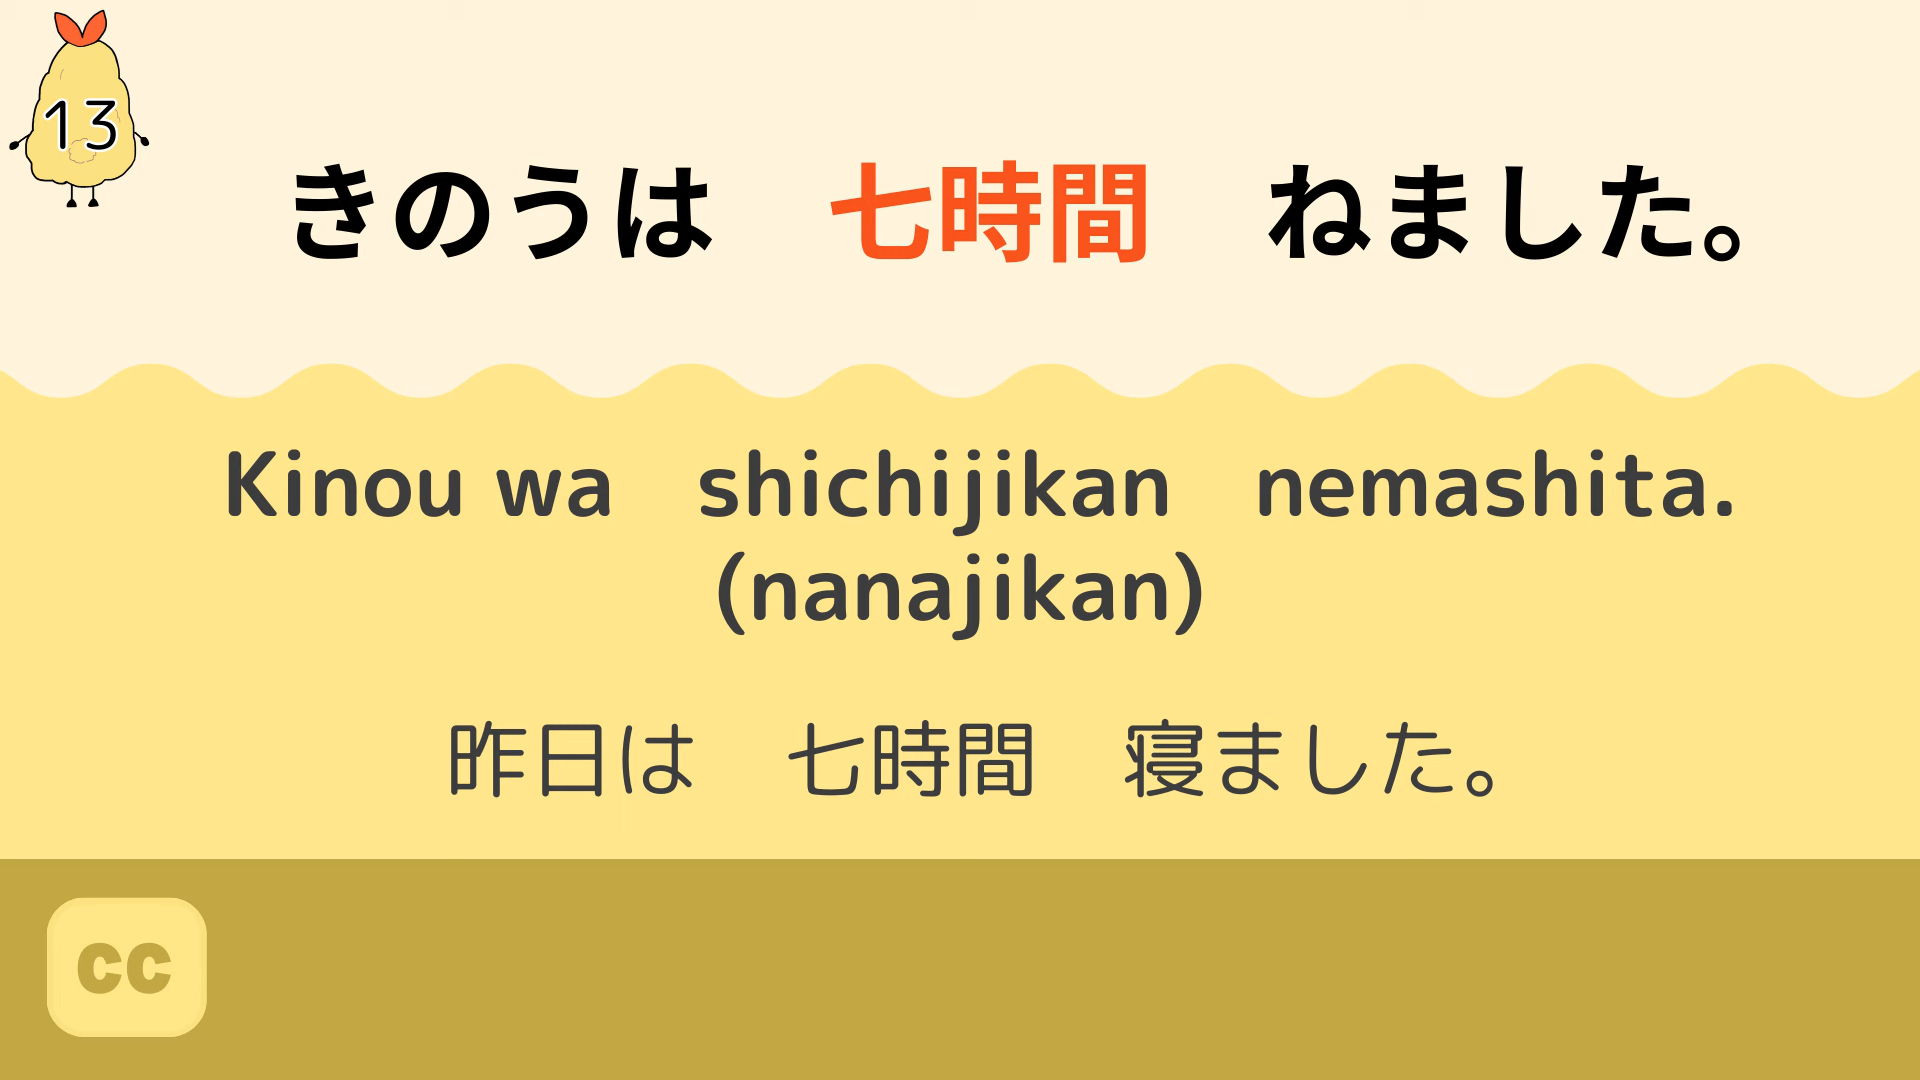 13
きのうは　七時間　ねました。
Kinou wa　shichijikan　nemashita.
(nanajikan)
昨日は　七時間　寝ました。
CC